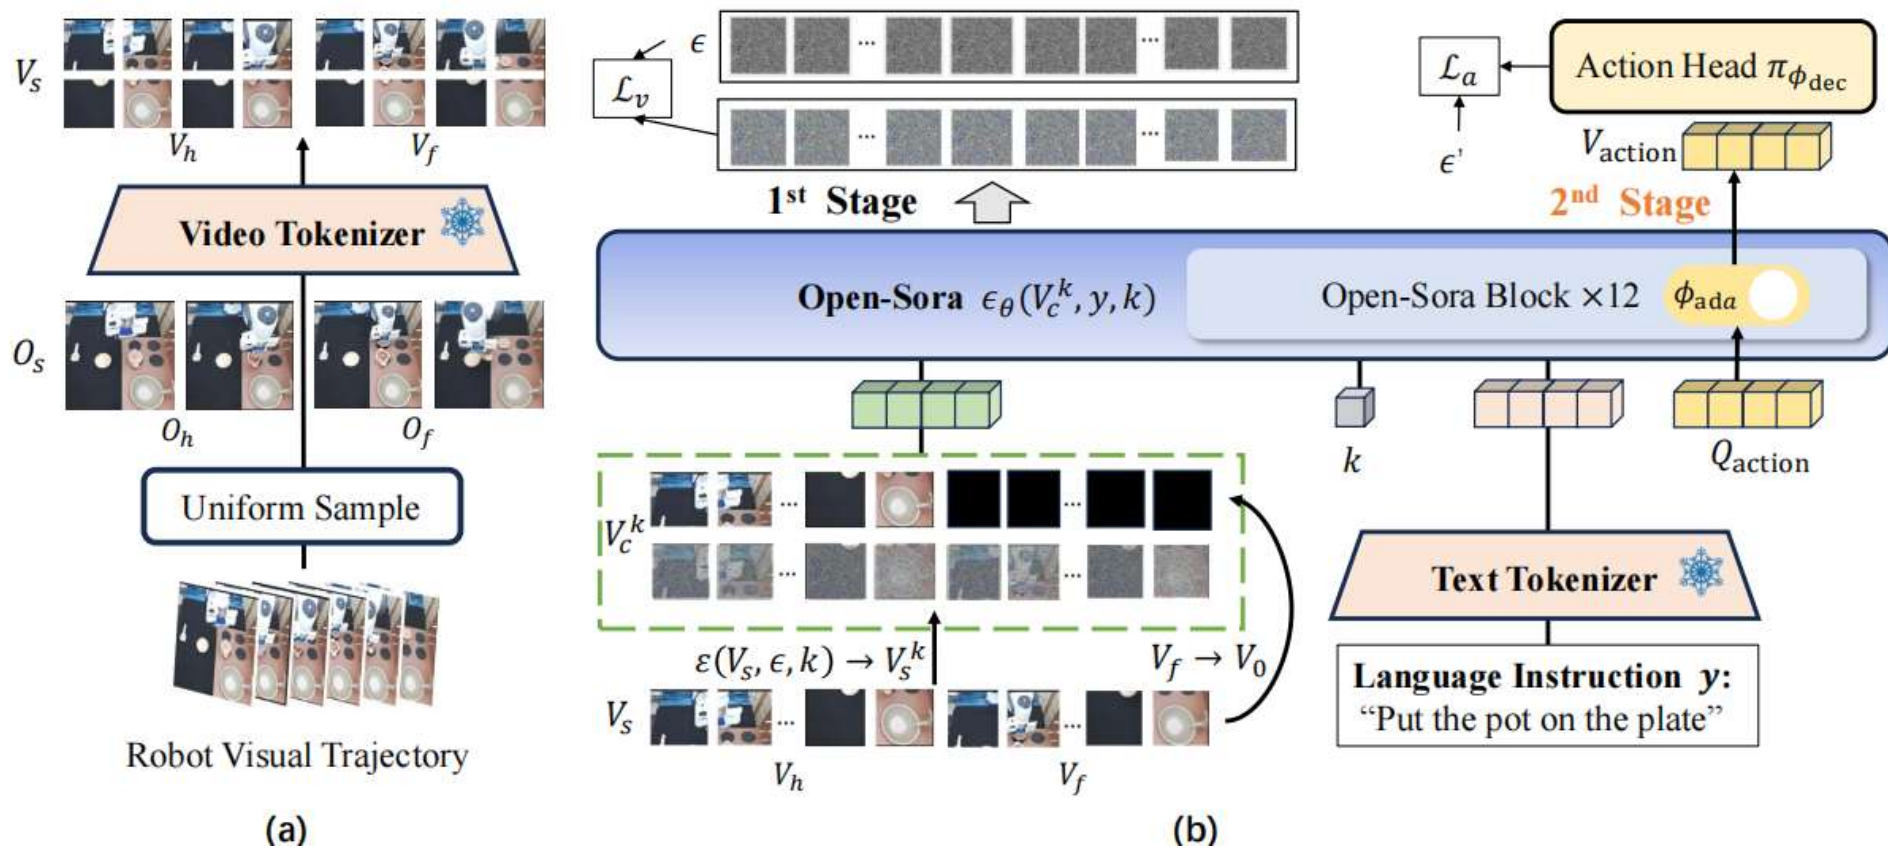 V_s
V_h
V_f
Video Tokenizer
O_s
O_h
O_f
Uniform Sample
Robot Visual Trajectory
(a)
ϵ
...
...
ℒ_v
...
...
1st Stage
ℒ_a
Action Head π_ϕ_dec
ϵ'
V_action
2nd Stage
Open-Sora ϵ_θ(V_c^k, y, k)
Open-Sora Block ×12
ϕ_ada
k
Q_action
V_c^k
...
...
...
...
ε(V_s, ϵ, k) → V_s^k
V_f → V_0
V_s
...
...
V_h
V_f
Text Tokenizer
Language Instruction y:
“Put the pot on the plate”
(b)